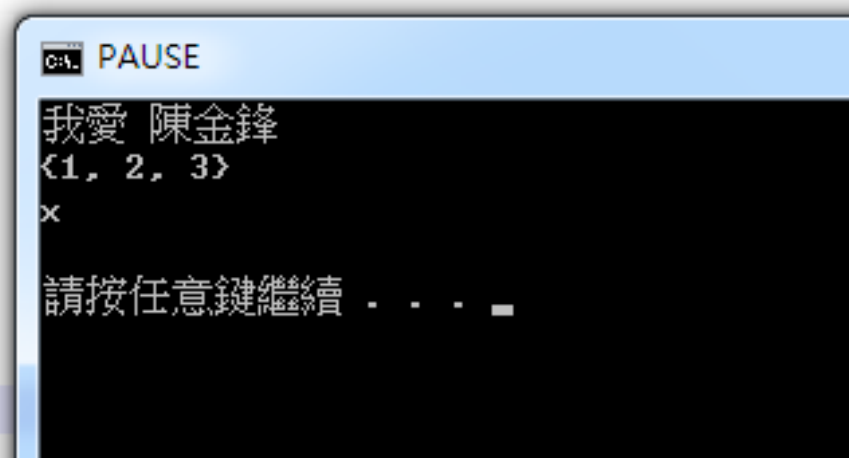 C:\. PAUSE
我愛 陳金鋒
{1, 2, 3}
x
請按任意鍵繼續 . . . _